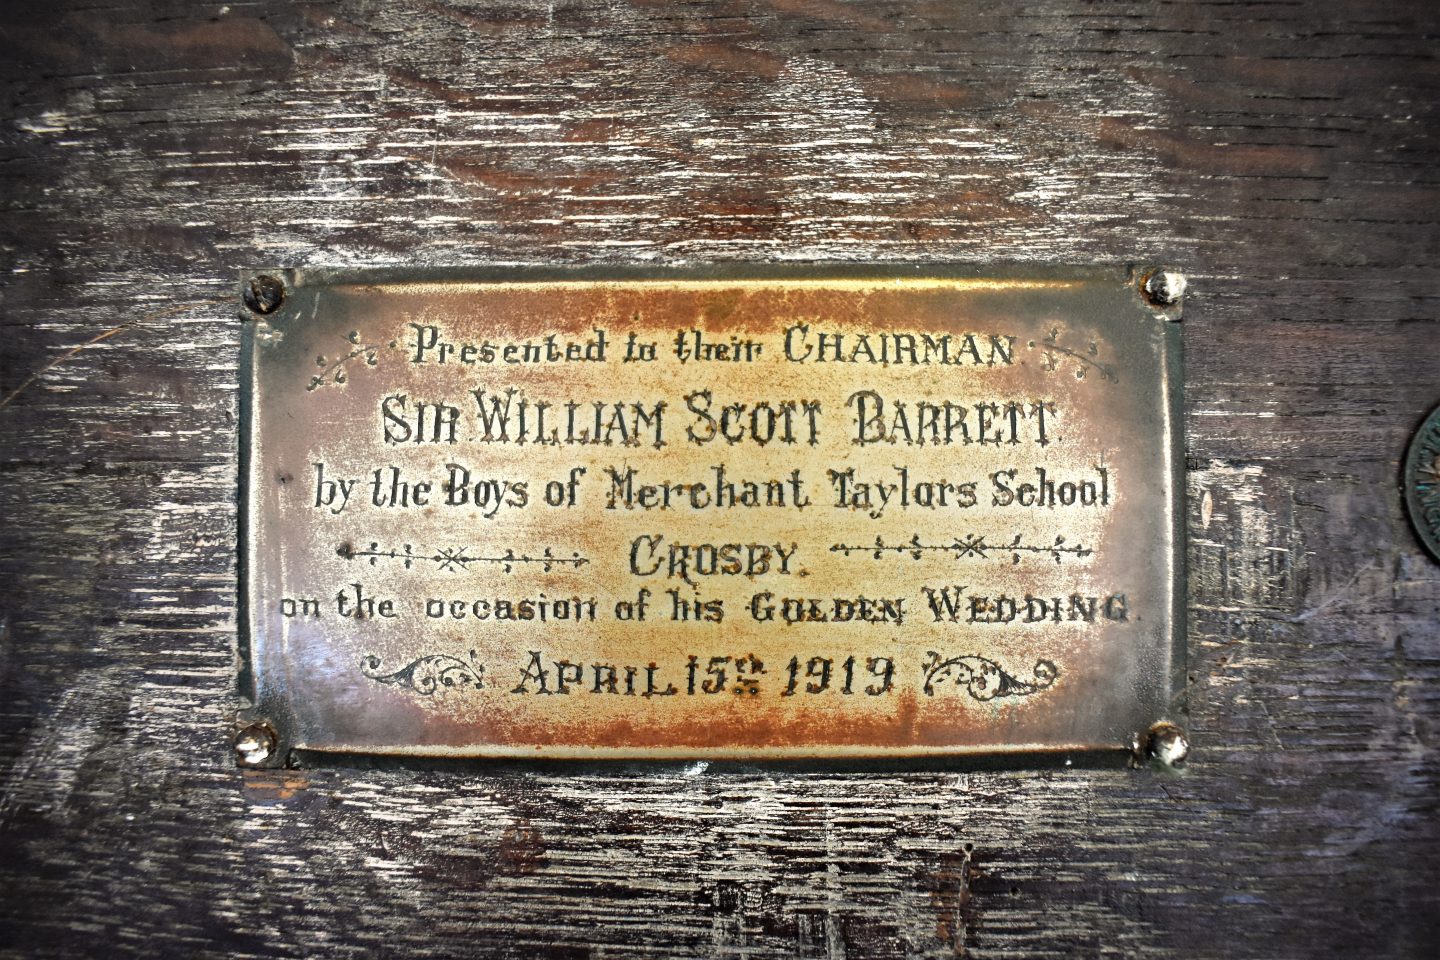 Presented to their CHAIRMAN
SIR WILLIAM SCOTT BARRETT.
by the Boys of Merchant Taylors School
CROSBY.
on the occasion of his GOLDEN WEDDING.
APRIL 15TH 1919